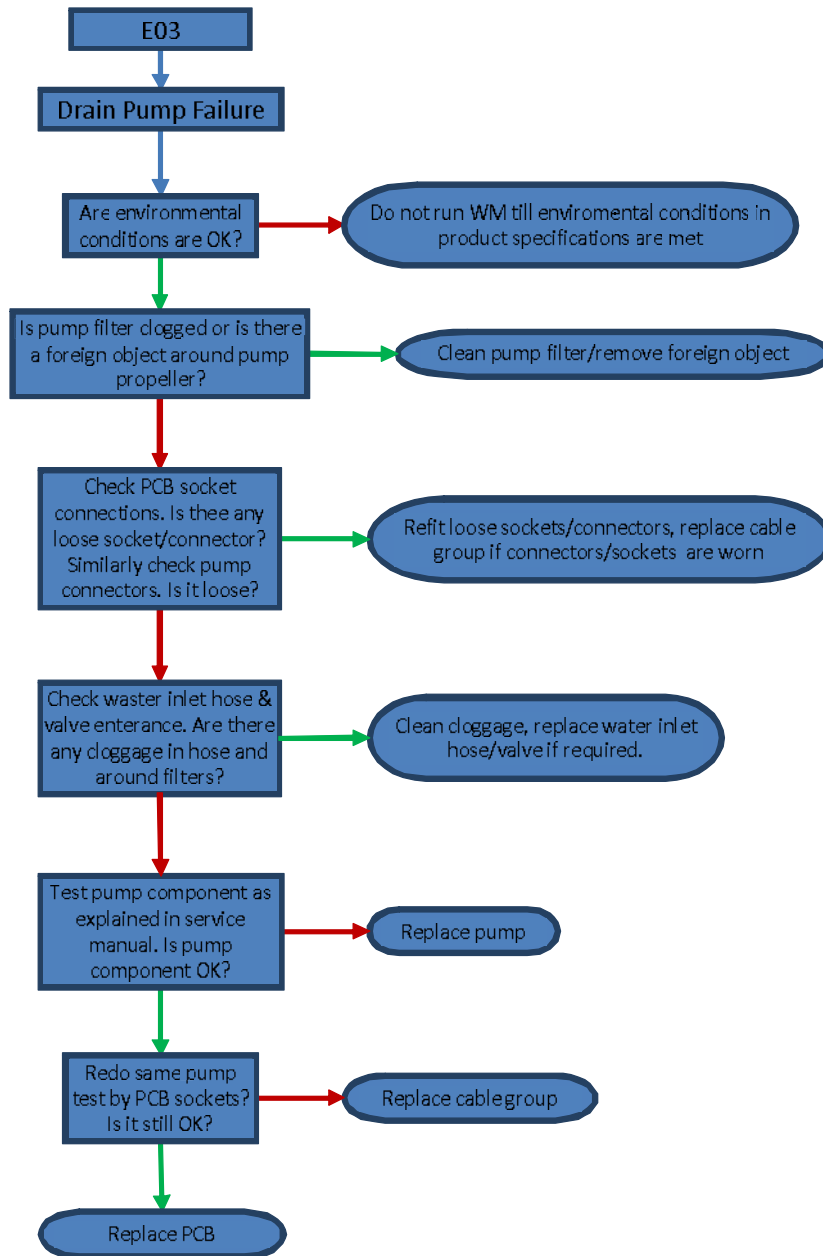 E03
Drain Pump Failure
Are environmental
conditions are OK?
Do not run WM till enviromental conditions in
product specifications are met
Is pump filter clogged or is there
a foreign object around pump
propeller?
Clean pump filter/remove foreign object
Check PCB socket
connections. Is thee any
loose socket/connector?
Similarly check pump
connectors. Is it loose?
Refit loose sockets/connectors, replace cable
group if connectors/sockets are worn
Check waster inlet hose &
valve enterance. Are there
any cloggage in hose and
around filters?
Clean cloggage, replace water inlet
hose/valve if required.
Test pump component as
explained in service
manual. Is pump
component OK?
Replace pump
Redo same pump
test by PCB sockets?
Is it still OK?
Replace cable group
Replace PCB